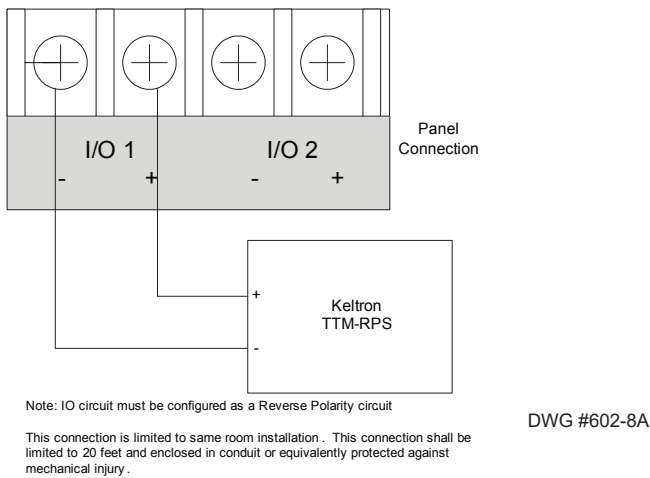 I/O 1
I/O 2
- + - +
Panel
Connection
+
Keltron
TTM-RPS
-
Note: IO circuit must be configured as a Reverse Polarity circuit
DWG #602-8A
This connection is limited to same room installation . This connection shall be
limited to 20 feet and enclosed in conduit or equivalently protected against
mechanical injury .